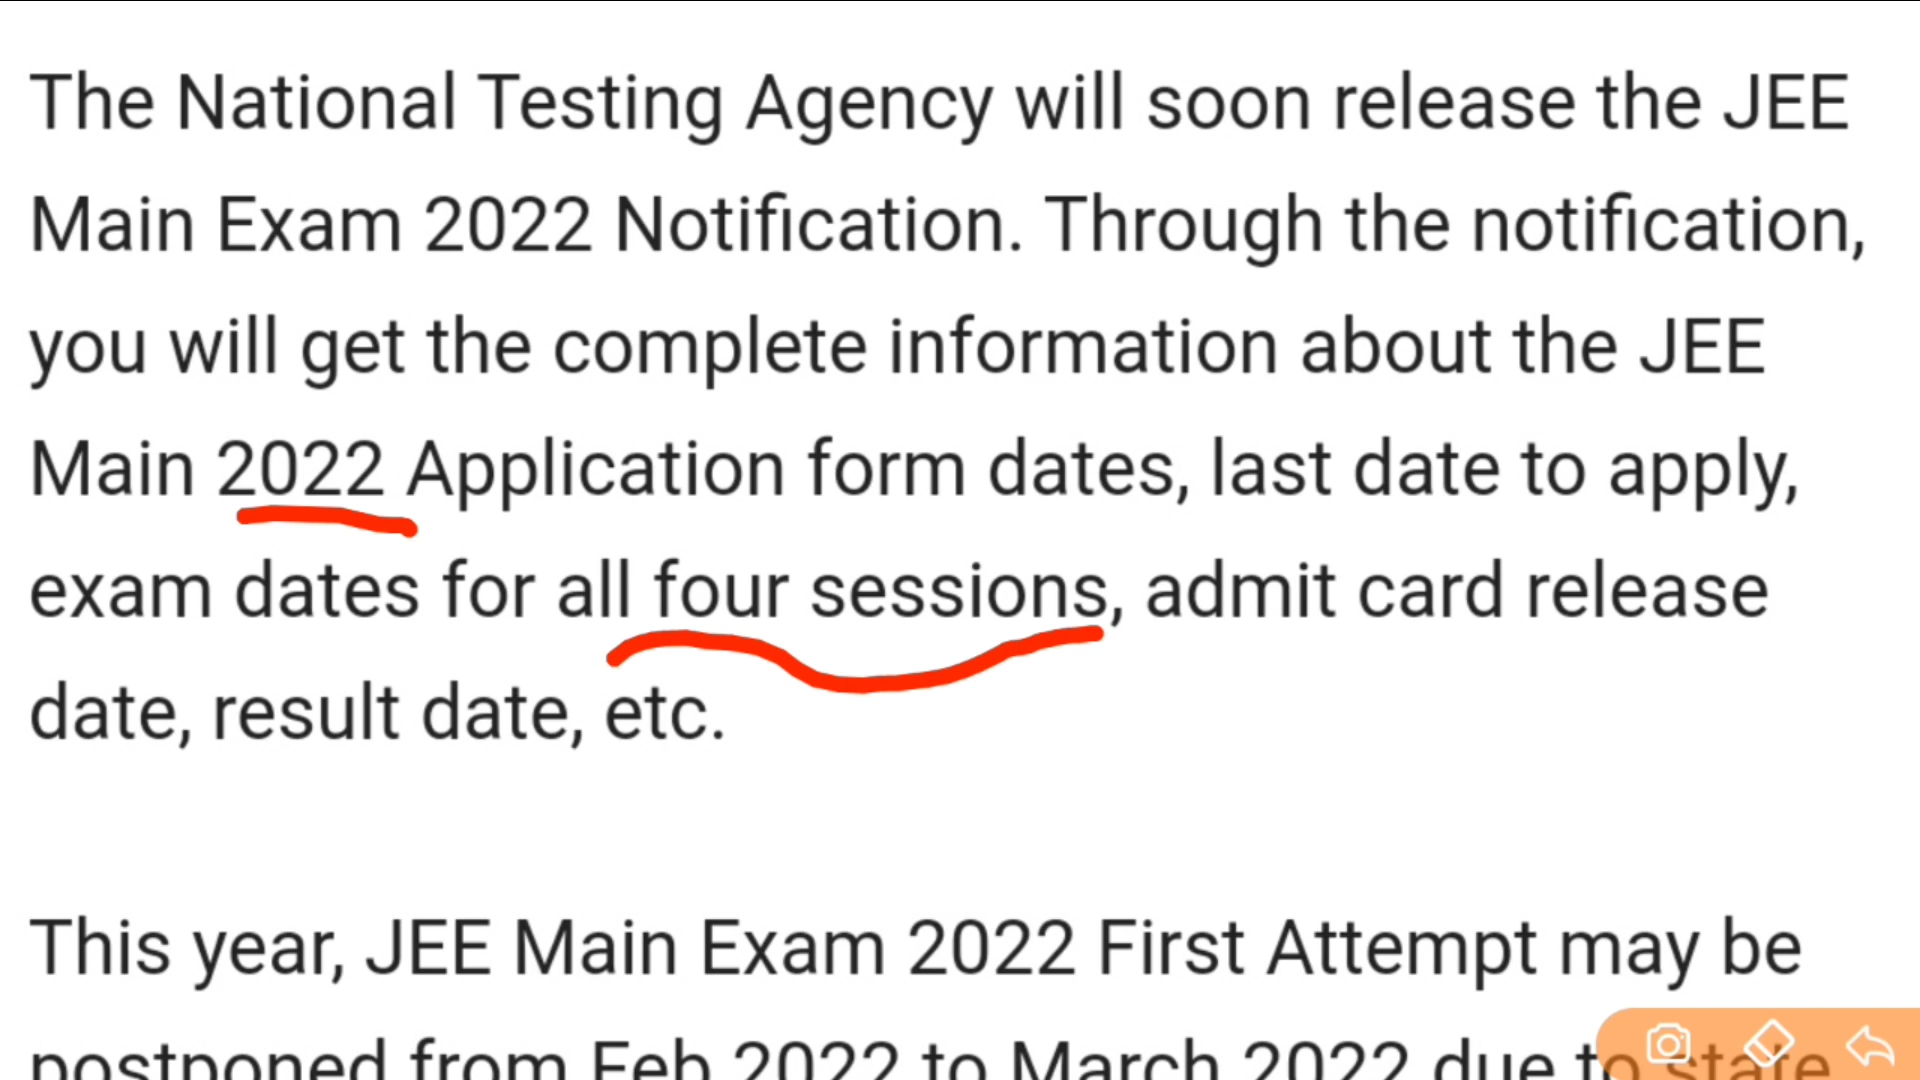 The National Testing Agency will soon release the JEE
Main Exam 2022 Notification. Through the notification,
you will get the complete information about the JEE
Main 2022 Application form dates, last date to apply,
exam dates for all four sessions, admit card release
date, result date, etc.
This year, JEE Main Exam 2022 First Attempt may be
postponed from Feb 2022 to March 2022 due to state